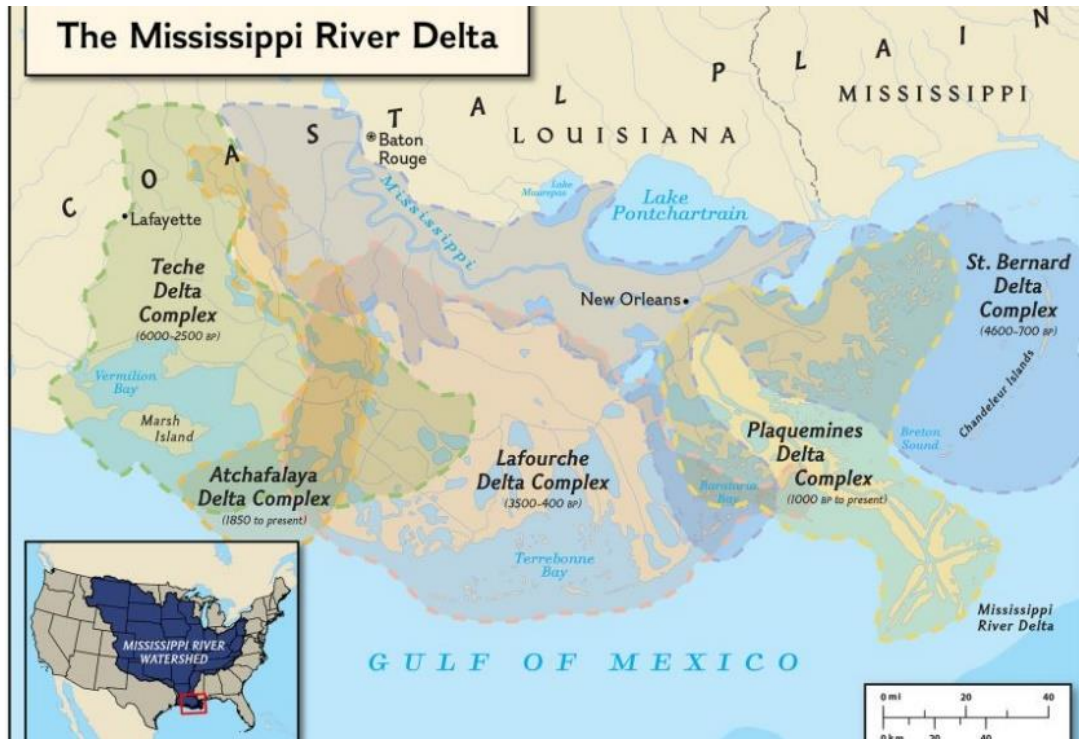 The Mississippi River Delta
COASTAL PLAIN
MISSISSIPPI
LOUISIANA
Baton
Rouge
Lake
Maurepas
Lake
Pontchartrain
Mississippi
Lafayette
Teche
Delta
Complex
(6000-2500 BP)
New Orleans
St. Bernard
Delta
Complex
(4600-700 BP)
Vermilion
Bay
Marsh
Island
Chandeleur Islands
Breton
Sound
Plaquemines
Delta
Complex
(1000 BP to present)
Lafourche
Delta Complex
(3500-400 BP)
Barataria
Bay
Atchafalaya
Delta Complex
(1850 to present)
Terrebonne
Bay
Mississippi
River Delta
MISSISSIPPI RIVER
WATERSHED
GULF OF MEXICO
0 mi 20 40
0 km 20 40